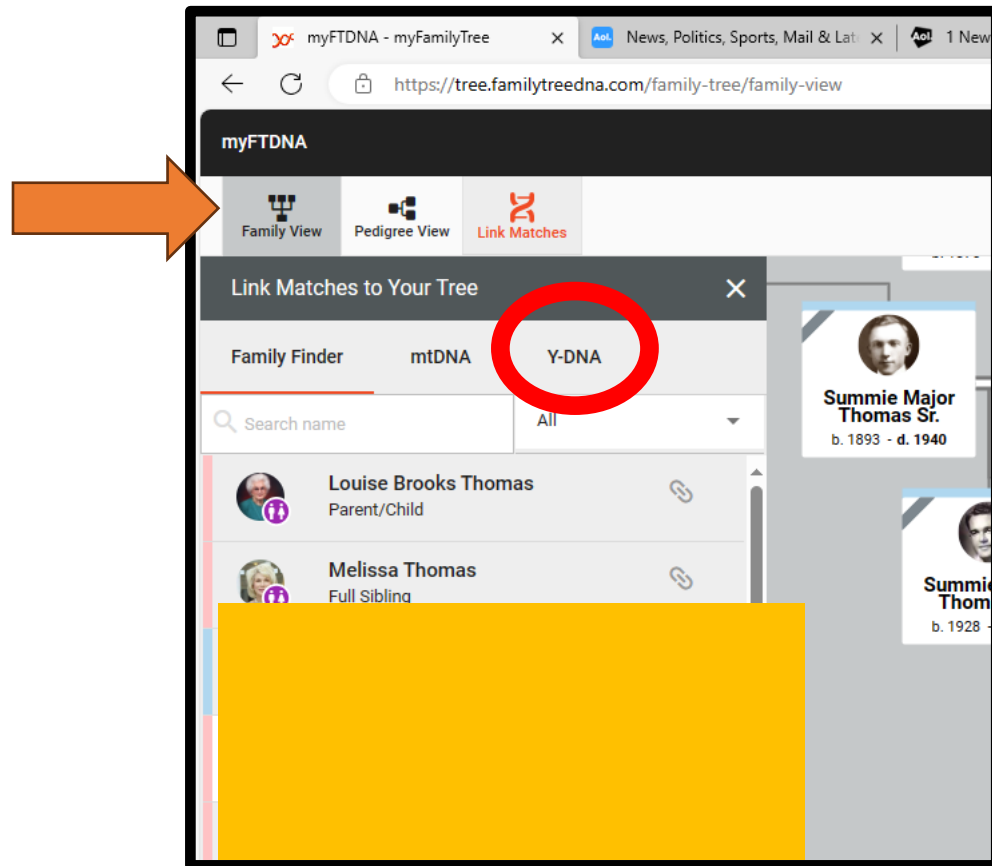 myFTDNA - myFamilyTree
Aol.
News, Politics, Sports, Mail & Lat
Aol.
1 New
https://tree.familytreedna.com/family-tree/family-view
myFTDNA
Family View
Pedigree View
Link Matches
Link Matches to Your Tree
Family Finder
mtDNA
Y-DNA
Search name
All
Louise Brooks Thomas
Parent/Child
Melissa Thomas
Full Sibling
Summie Major
Thomas Sr.
b. 1893 - d. 1940
Summie
Thom
b. 1928 -